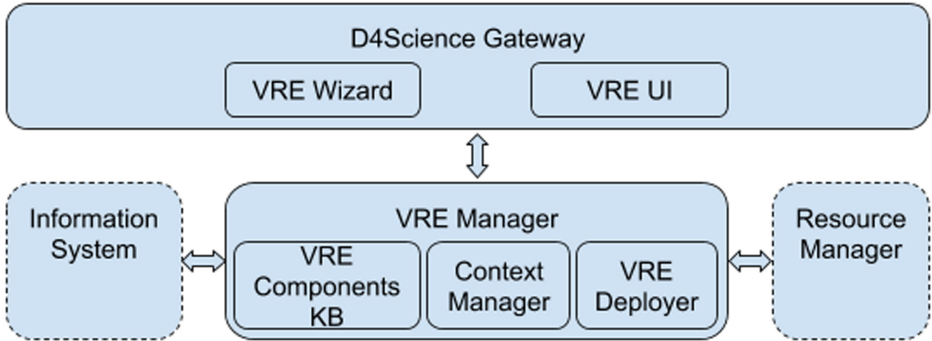 D4Science Gateway
VRE Wizard
VRE UI
Information
System
VRE Manager
VRE
Components
KB
Context
Manager
VRE
Deployer
Resource
Manager